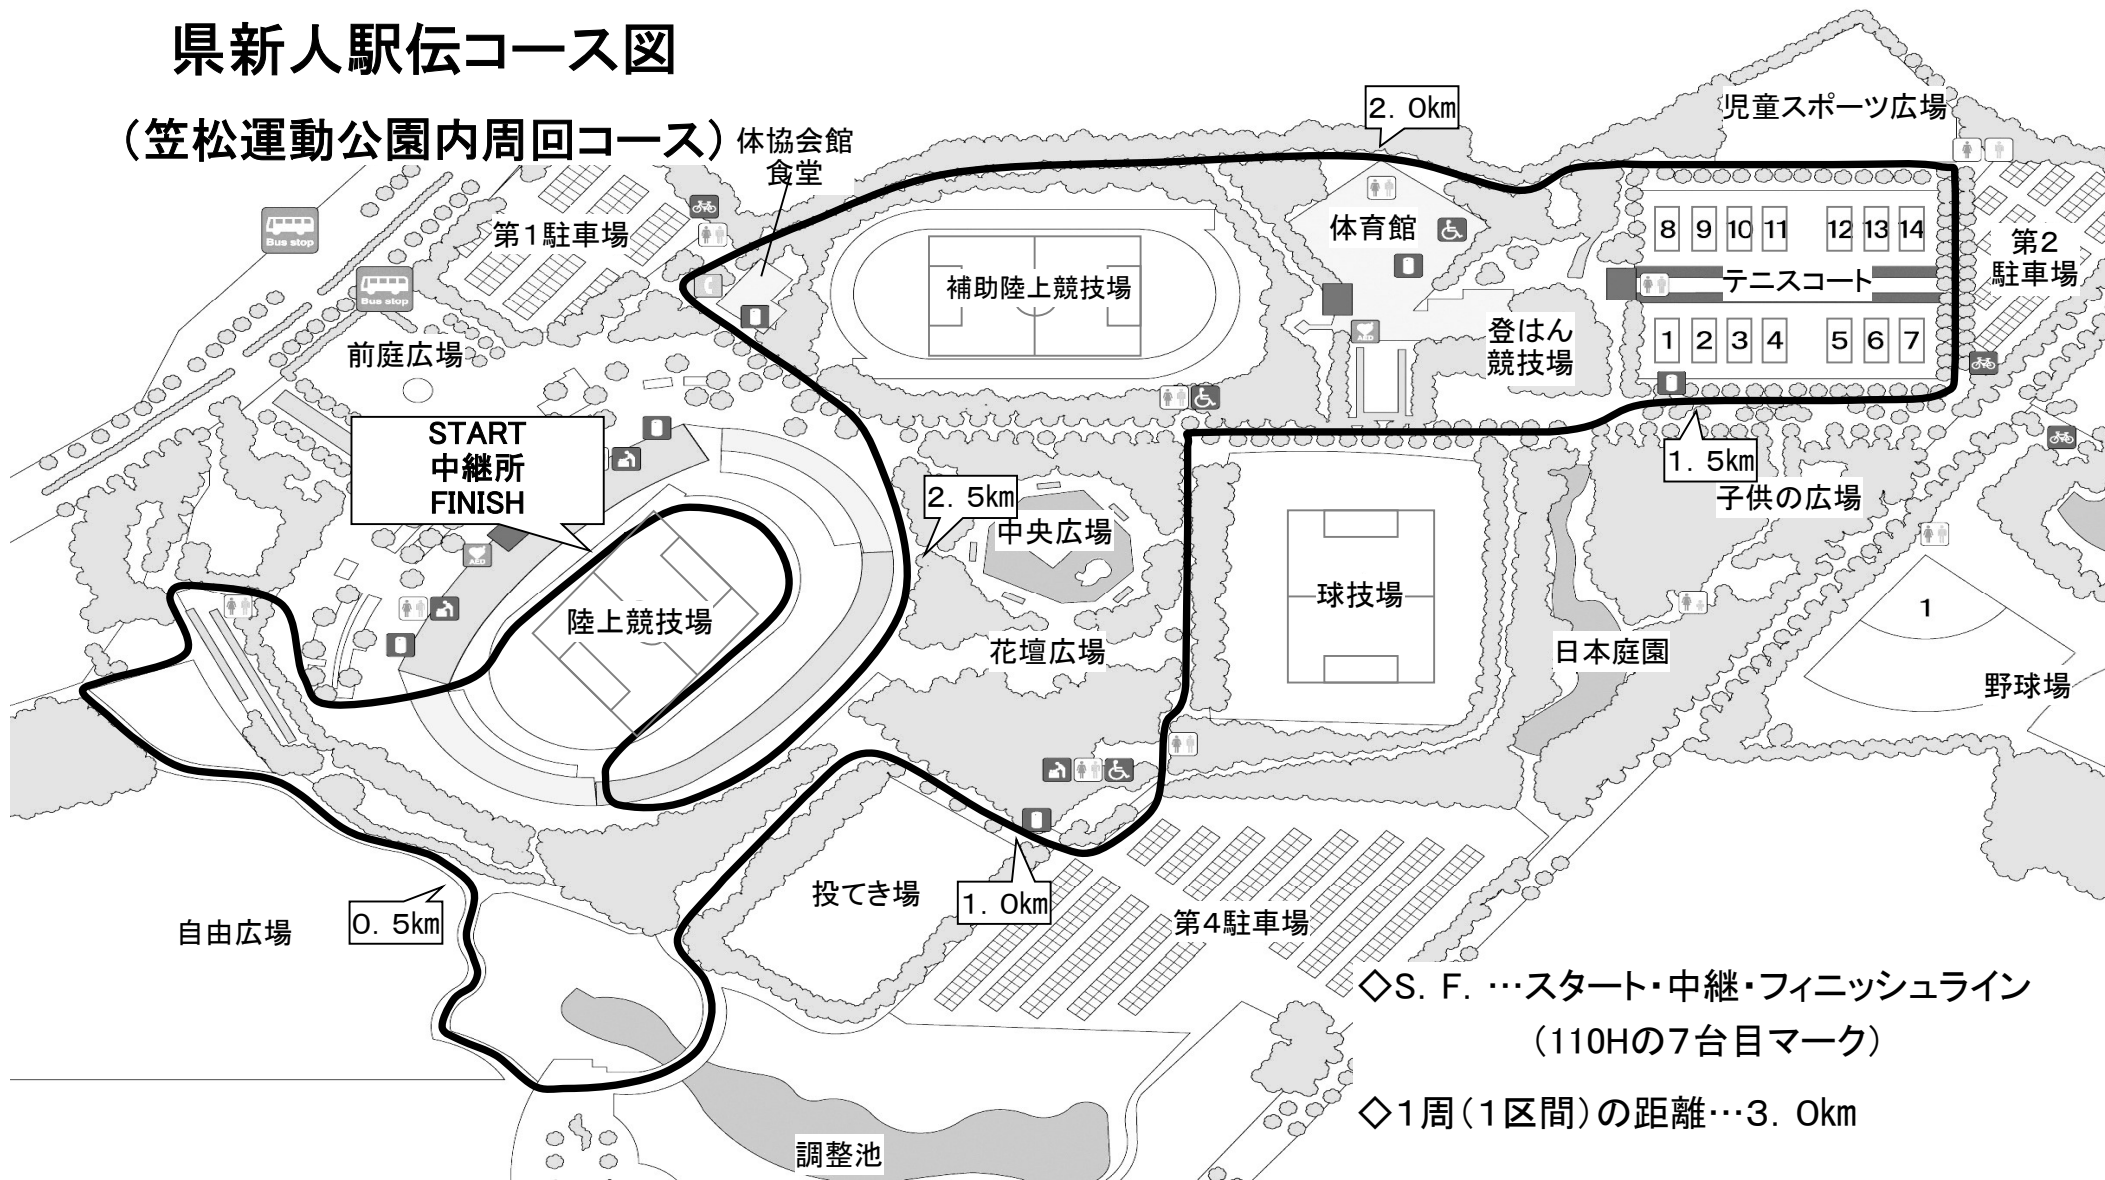 県新人駅伝コース図
（笠松運動公園内周回コース）
体協会館
食堂
2．0km
児童スポーツ広場
Bus stop
第１駐車場
体育館
8 9 10 11 12 13 14
第２
駐車場
Bus stop
補助陸上競技場
テニスコート
前庭広場
登はん
競技場
AED
1 2 3 4 5 6 7
START
中継所
FINISH
1．5km
子供の広場
2．5km
中央広場
AED
陸上競技場
球技場
1
花壇広場
日本庭園
野球場
投てき場
1．0km
第４駐車場
自由広場
0．5km
調整池
◇S．F．…スタート・中継・フィニッシュライン
（110Hの７台目マーク）
◇１周（１区間）の距離…3．0km